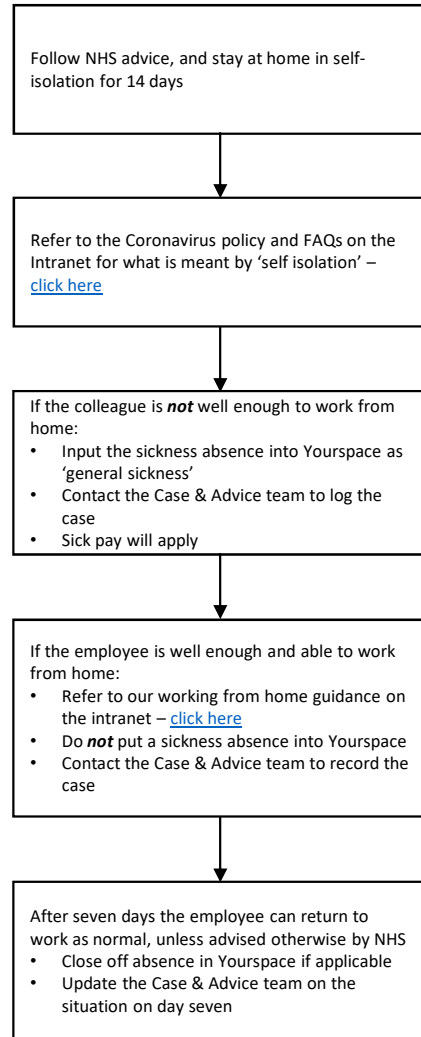 Follow NHS advice, and stay at home in self-
isolation for 14 days
Refer to the Coronavirus policy and FAQs on the
Intranet for what is meant by ‘self isolation’ –
click here
If the colleague is not well enough to work from
home:
• Input the sickness absence into Yourspace as
‘general sickness’
• Contact the Case & Advice team to log the
case
• Sick pay will apply
If the employee is well enough and able to work
from home:
• Refer to our working from home guidance on
the intranet – click here
• Do not put a sickness absence into Yourspace
• Contact the Case & Advice team to record the
case
After seven days the employee can return to
work as normal, unless advised otherwise by NHS
• Close off absence in Yourspace if applicable
• Update the Case & Advice team on the
situation on day seven